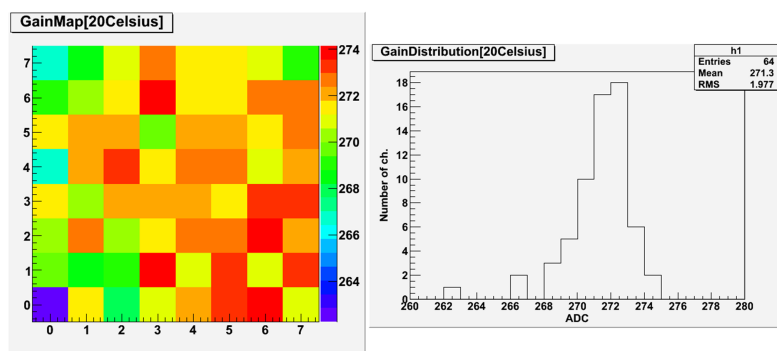 GainMap[20Celsius]
7
6
5
4
3
2
1
0
0 1 2 3 4 5 6 7
274
272
270
268
266
264
GainDistribution[20Celsius]
h1
Entries 64
Mean 271.3
RMS 1.977
Number of ch.
18
16
14
12
10
8
6
4
2
0
260 262 264 266 268 270 272 274 276 278 280
ADC